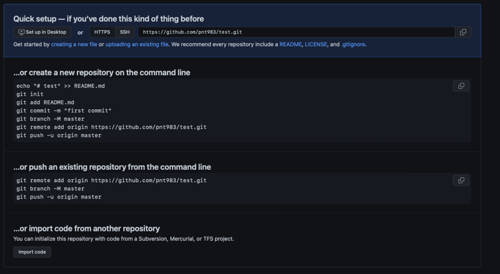 Quick setup — if you've done this kind of thing before
Set up in Desktop or HTTPS SSH https://github.com/pnt983/test.git
Get started by creating a new file or uploading an existing file. We recommend every repository include a README, LICENSE, and .gitignore.
…or create a new repository on the command line
echo "# test" >> README.md
git init
git add README.md
git commit -m "first commit"
git branch -M master
git remote add origin https://github.com/pnt983/test.git
git push -u origin master
…or push an existing repository from the command line
git remote add origin https://github.com/pnt983/test.git
git branch -M master
git push -u origin master
…or import code from another repository
You can initialize this repository with code from a Subversion, Mercurial, or TFS project.
Import code